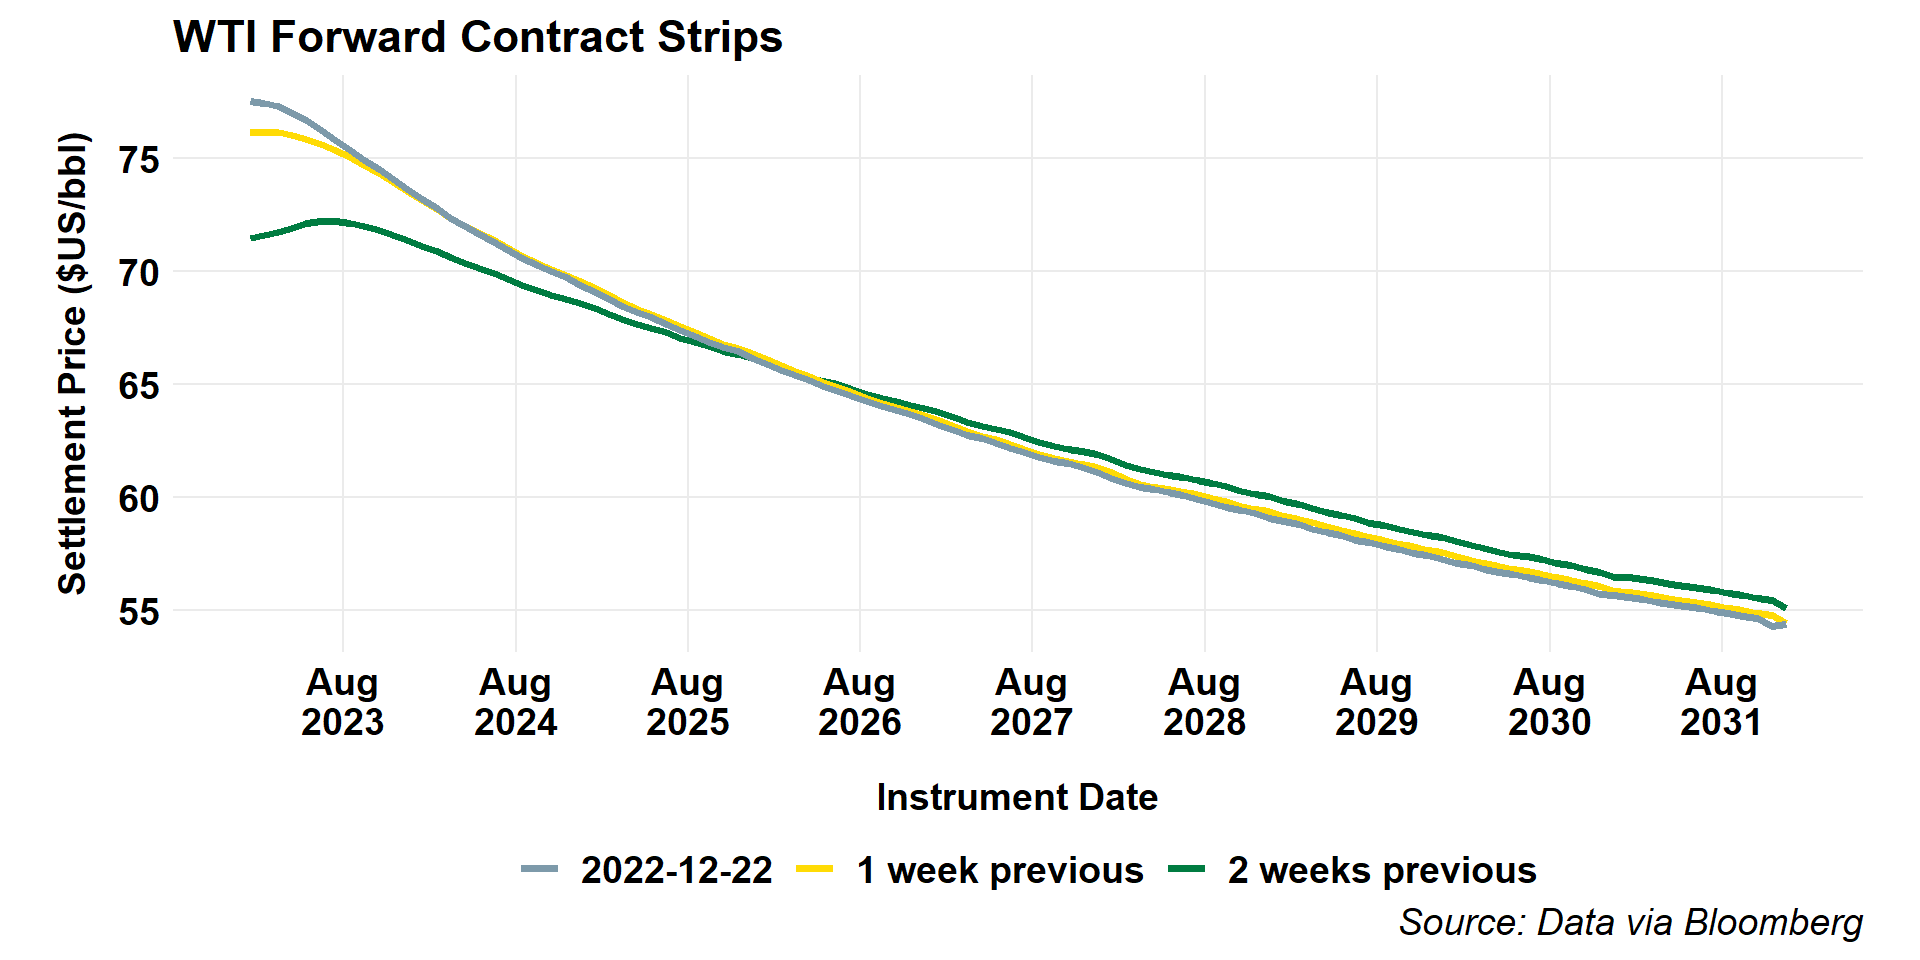 WTI Forward Contract Strips
Settlement Price ($US/bbl)
75
70
65
60
55
Aug
2023
Aug
2024
Aug
2025
Aug
2026
Aug
2027
Aug
2028
Aug
2029
Aug
2030
Aug
2031
Instrument Date
2022-12-22
1 week previous
2 weeks previous
Source: Data via Bloomberg